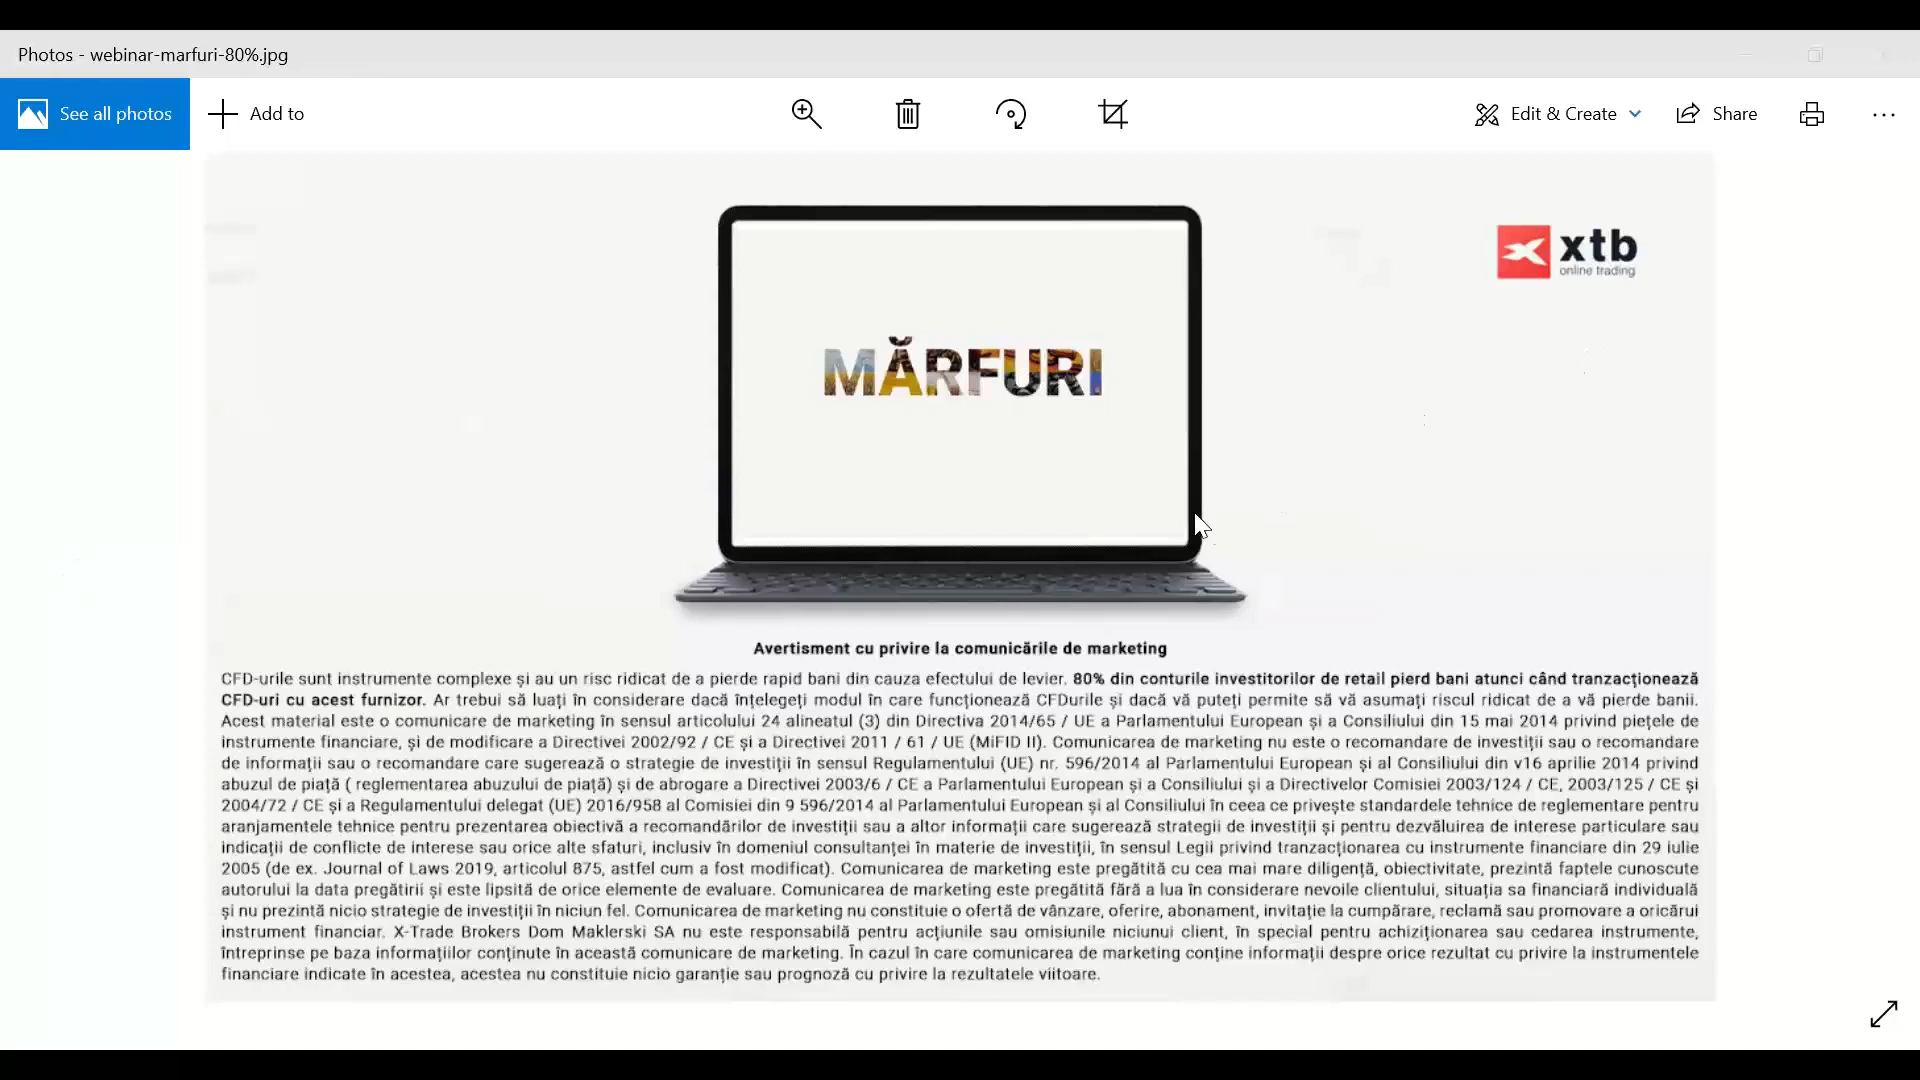 Photos - webinar-marfuri-80%.jpg
See all photos
Add to
Edit & Create
Share
xtb
online trading
MĂRFURI
Avertisment cu privire la comunicările de marketing
CFD-urile sunt instrumente complexe și au un risc ridicat de a pierde rapid bani din cauza efectului de levier. 80% din conturile investitorilor de retail pierd bani atunci când tranzacționează
CFD-uri cu acest furnizor. Ar trebui să luați în considerare dacă înțelegeți modul în care funcționează CFDurile și dacă vă puteți permite să vă asumați riscul ridicat de a vă pierde banii.
Acest material este o comunicare de marketing în sensul articolului 24 alineatul (3) din Directiva 2014/65 / UE a Parlamentului European și a Consiliului din 15 mai 2014 privind piețele de
instrumente financiare, și de modificare a Directivei 2002/92 / CE și a Directivei 2011 / 61 / UE (MiFID II). Comunicarea de marketing nu este o recomandare de investiții sau o recomandare
de informații sau o recomandare care sugerează o strategie de investiții în sensul Regulamentului (UE) nr. 596/2014 al Parlamentului European și al Consiliului din v16 aprilie 2014 privind
abuzul de piață ( reglementarea abuzului de piață) și de abrogare a Directivei 2003/6 / CE a Parlamentului European și a Consiliului și a Directivelor Comisiei 2003/124 / CE, 2003/125 / CE și
2004/72 / CE și a Regulamentului delegat (UE) 2016/958 al Comisiei din 9 596/2014 al Parlamentului European și al Consiliului în ceea ce privește standardele tehnice de reglementare pentru
aranjamentele tehnice pentru prezentarea obiectivă a recomandărilor de investiții sau a altor informații care sugerează strategii de investiții și pentru dezvăluirea de interese particulare sau
indicații de conflicte de interese sau orice alte sfaturi, inclusiv în domeniul consultanței în materie de investiții, în sensul Legii privind tranzacționarea cu instrumente financiare din 29 iulie
2005 (de ex. Journal of Laws 2019, articolul 875, astfel cum a fost modificat). Comunicarea de marketing este pregătită cu cea mai mare diligență, obiectivitate, prezintă faptele cunoscute
autorului la data pregătirii și este lipsită de orice elemente de evaluare. Comunicarea de marketing este pregătită fără a lua în considerare nevoile clientului, situația sa financiară individuală
și nu prezintă nicio strategie de investiții în niciun fel. Comunicarea de marketing nu constituie o ofertă de vânzare, oferire, abonament, invitație la cumpărare, reclamă sau promovare a oricărui
instrument financiar. X-Trade Brokers Dom Maklerski SA nu este responsabilă pentru acțiunile sau omisiunile niciunui client, în special pentru achiziționarea sau cedarea instrumente,
întreprinse pe baza informațiilor conținute în această comunicare de marketing. În cazul în care comunicarea de marketing conține informații despre orice rezultat cu privire la instrumentele
financiare indicate în acestea, acestea nu constituie nicio garanție sau prognoză cu privire la rezultatele viitoare.